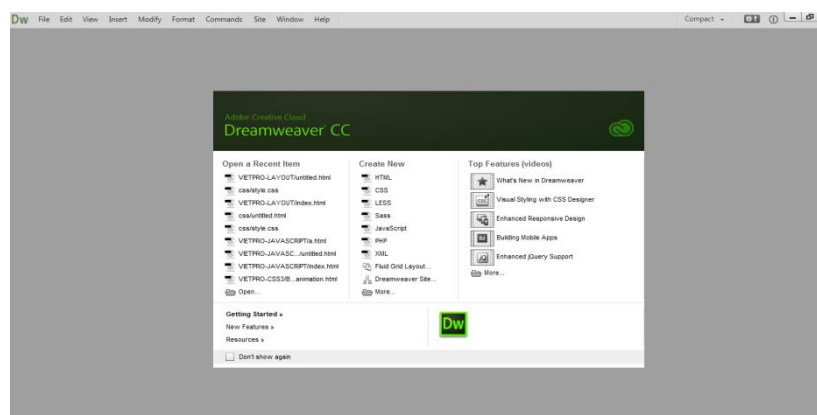 Dw File Edit View Insert Modify Format Commands Site Window Help Compact
Adobe Creative Cloud
Dreamweaver CC
Open a Recent Item
VIETPRO-LAYOUT/untitled.html
css/style.css
VIETPRO-LAYOUT/index.html
css/untitled.html
css/style.css
VIETPRO-JAVASCRIPT/a.html
VIETPRO-JAVASC.../untitled.html
VIETPRO-JAVASCRIPT/index.html
VIETPRO-CSS3/B...animation.html
Open...
Create New
HTML
CSS
LESS
Sass
JavaScript
PHP
XML
Fluid Grid Layout...
Dreamweaver Site...
More...
Top Features (videos)
What's New in Dreamweaver
Visual Styling with CSS Designer
Enhanced Responsive Design
Building Mobile Apps
Enhanced jQuery Support
More...
Getting Started »
New Features »
Resources »
Dw
Don't show again